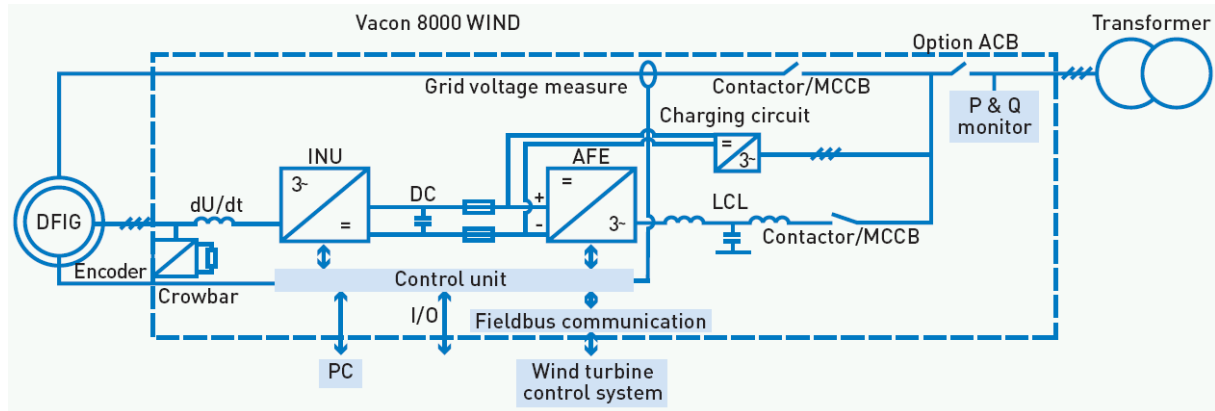 Vacon 8000 WIND
Transformer
Option ACB
Grid voltage measure
Contactor/MCCB
P & Q
monitor
Charging circuit
=
3~
INU
3~
=
DC
AFE
+
-
=
3~
dU/dt
LCL
DFIG
Contactor/MCCB
Encoder
Crowbar
Control unit
I/O
Fieldbus communication
PC
Wind turbine
control system